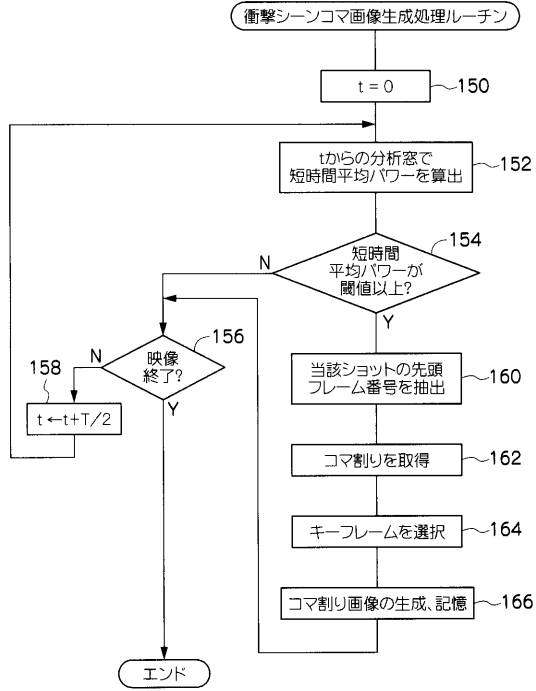 衝撃シーンコマ画像生成処理ルーチン
t = 0
150
tからの分析窓で
短時間平均パワーを算出
152
短時間
平均パワーが
閾値以上?
154
N
Y
映像
終了?
156
N
Y
158
t ← t+T/2
当該ショットの先頭
フレーム番号を抽出
160
コマ割りを取得
162
キーフレームを選択
164
コマ割り画像の生成、記憶
166
エンド